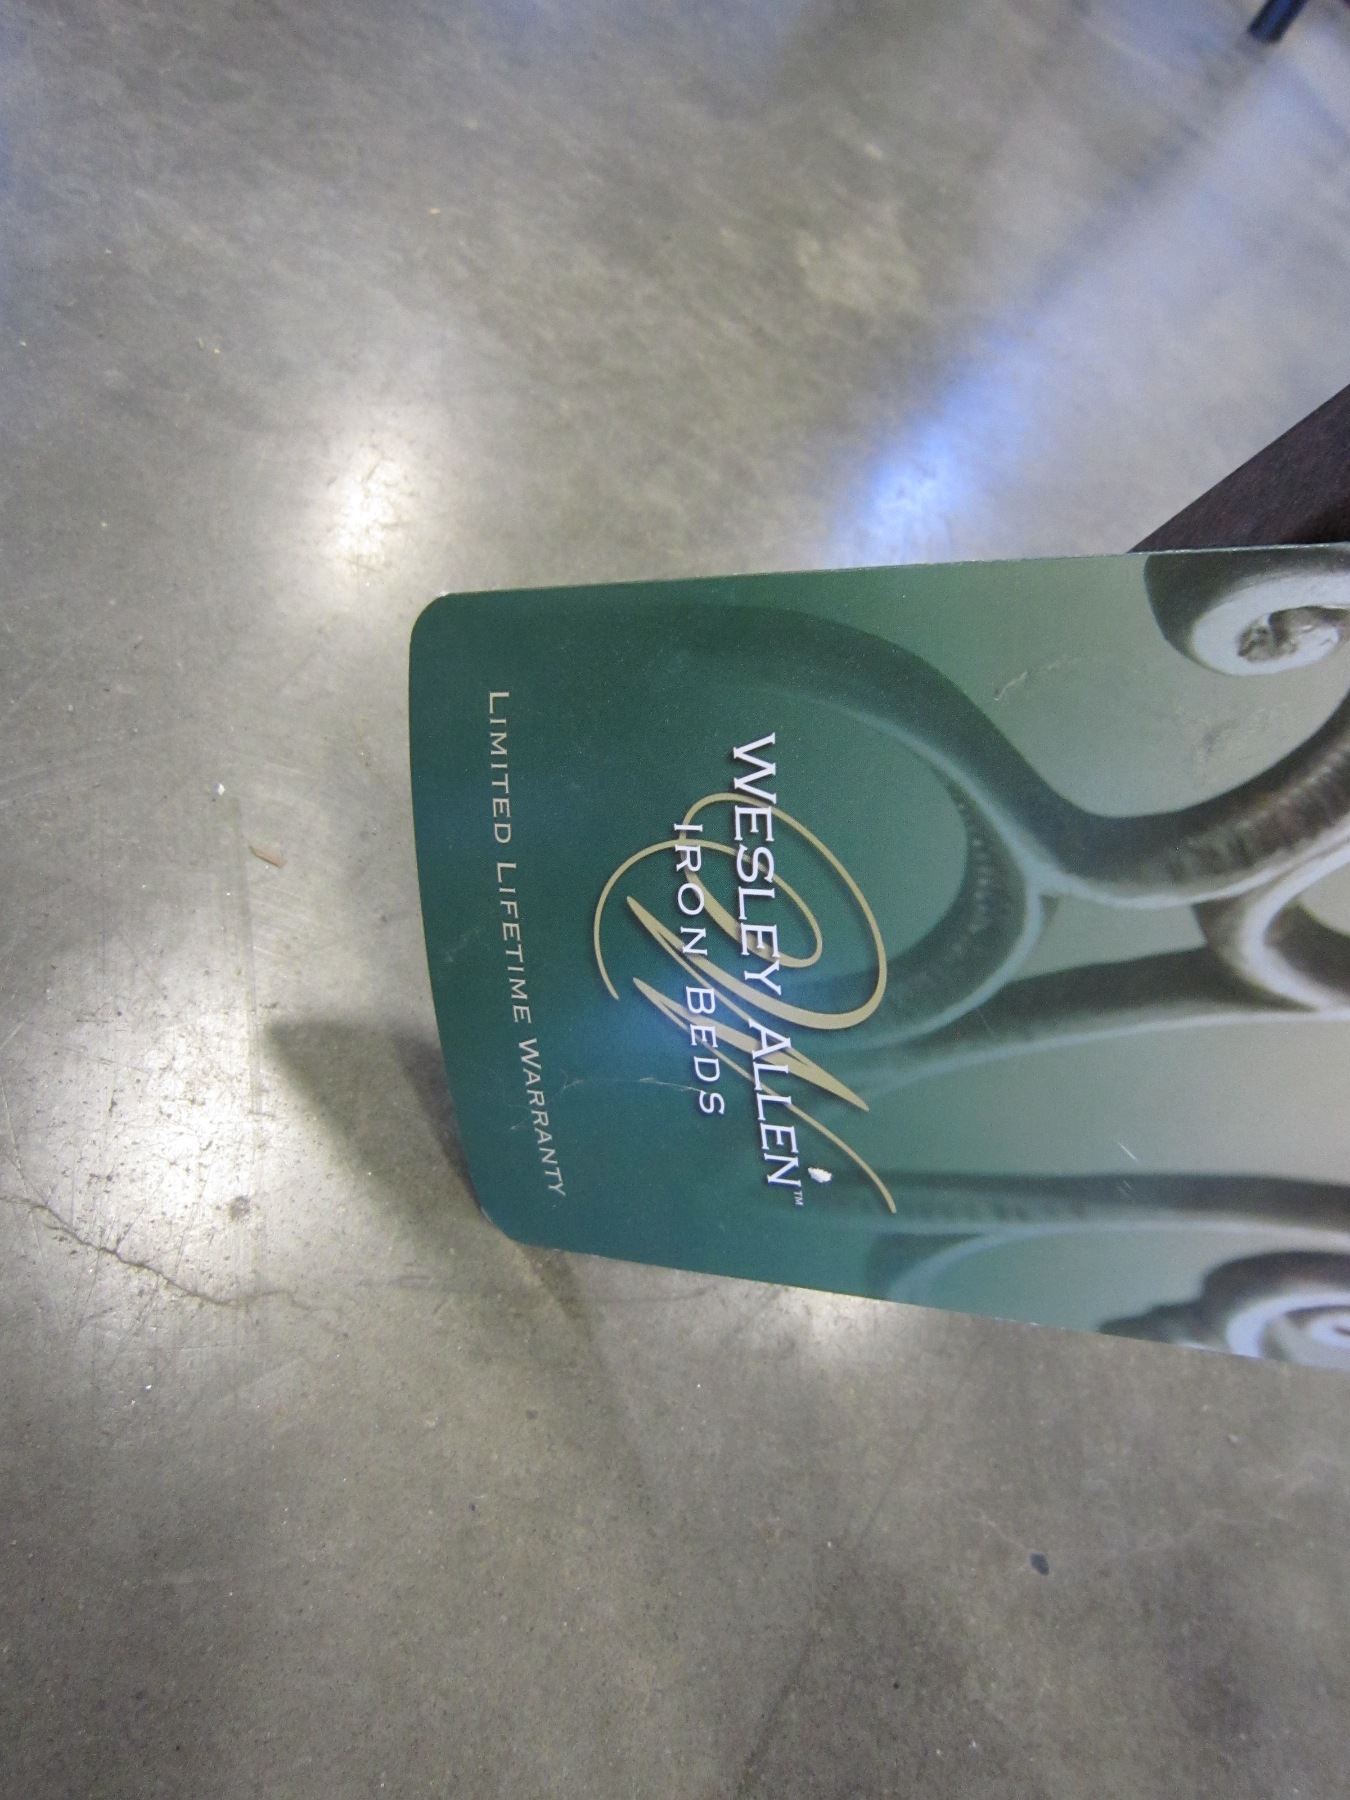 WESLEY ALLEN™
IRON BEDS
LIMITED LIFETIME WARRANTY